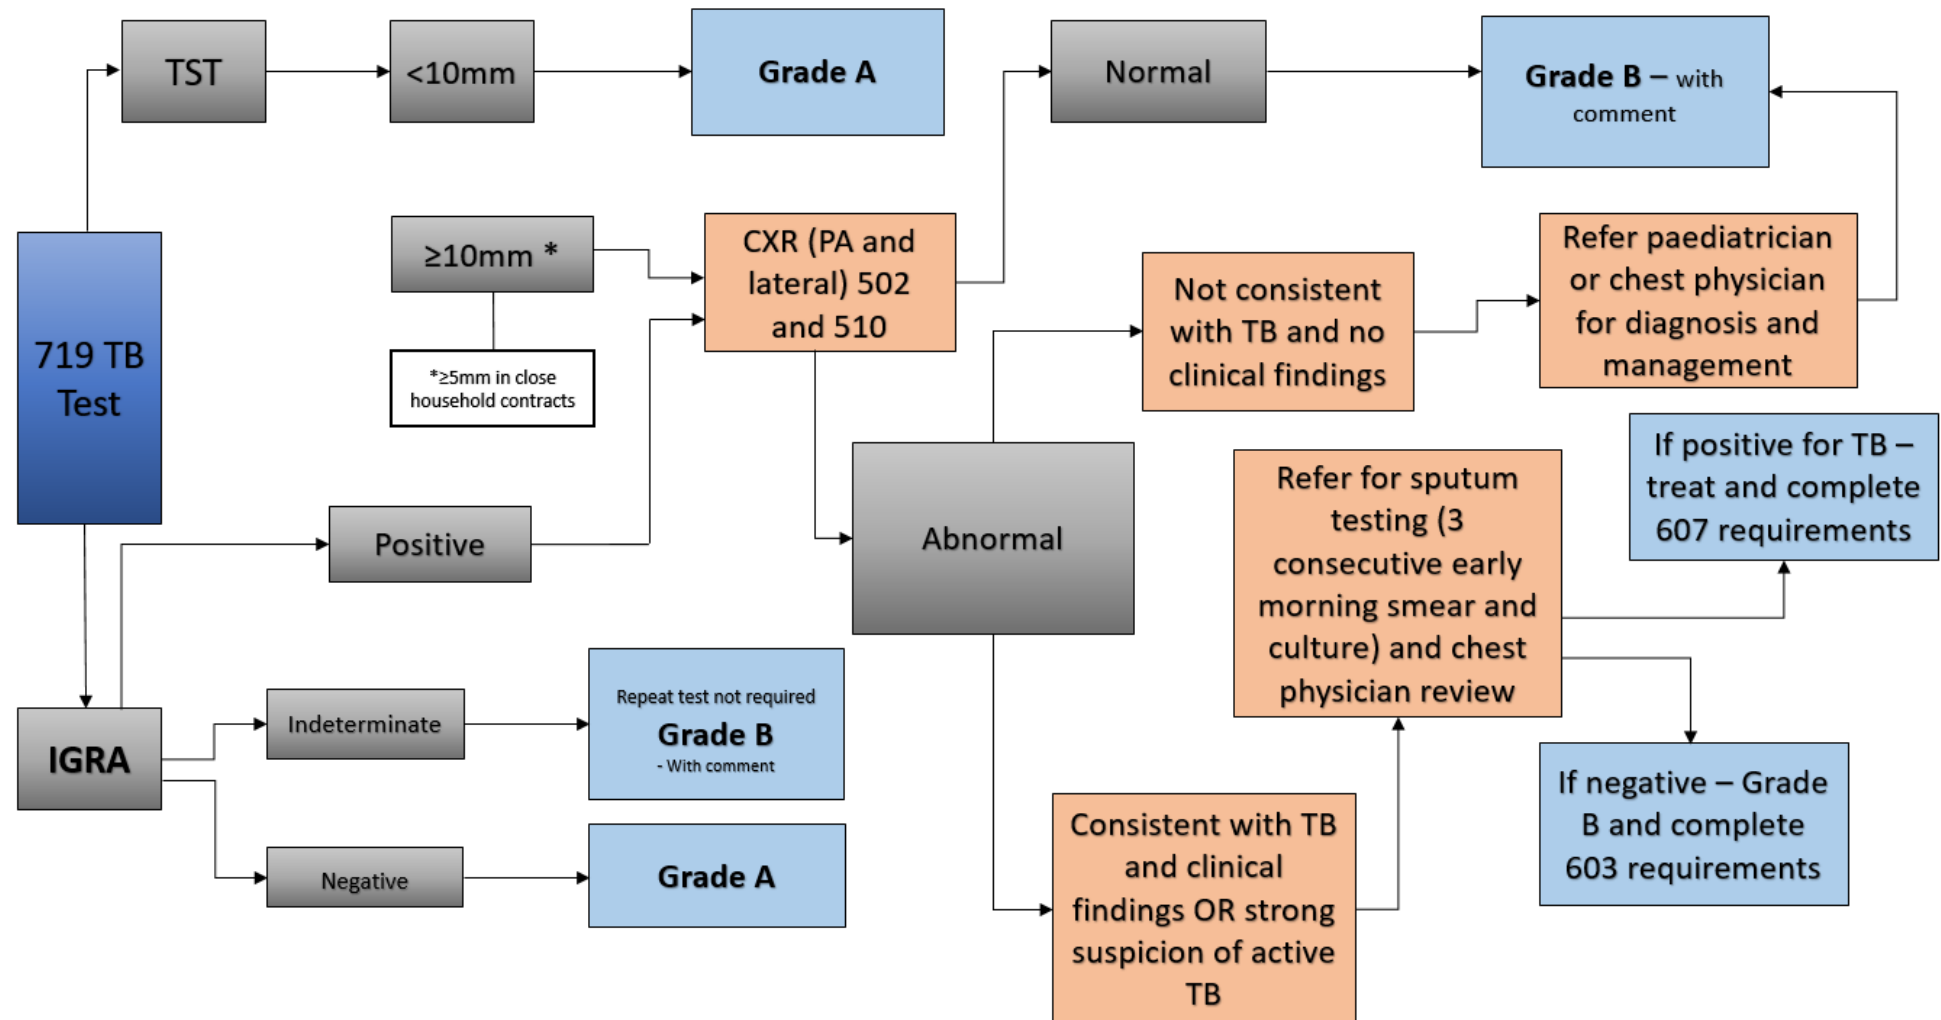 TST
<10mm
Grade A
Normal
Grade B – with
comment
719 TB
Test
≥10mm *
*≥5mm in close
household contracts
CXR (PA and
lateral) 502
and 510
Not consistent
with TB and no
clinical findings
Refer paediatrician
or chest physician
for diagnosis and
management
Positive
Abnormal
Refer for sputum
testing (3
consecutive early
morning smear and
culture) and chest
physician review
If positive for TB –
treat and complete
607 requirements
IGRA
Indeterminate
Repeat test not required
Grade B
- With comment
Negative
Grade A
Consistent with TB
and clinical
findings OR strong
suspicion of active
TB
If negative – Grade
B and complete
603 requirements